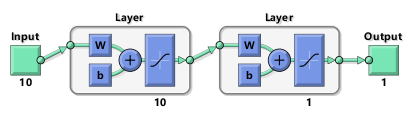 Layer Layer
Input Output
W W
+ +
b b
10 1
10 1